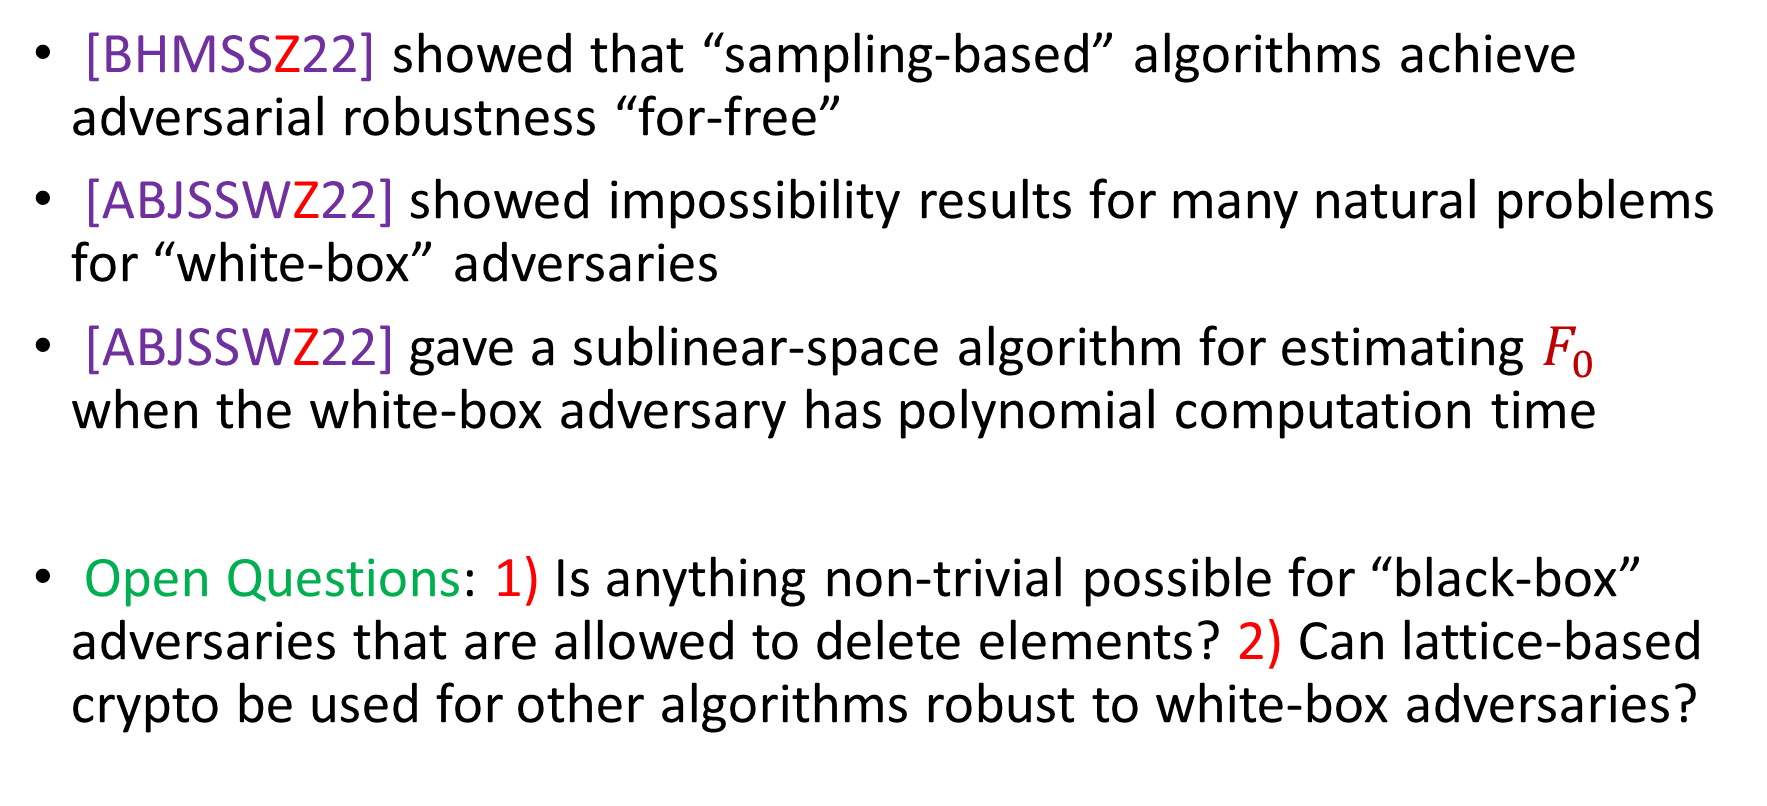 • [BHMSSZ22] showed that “sampling-based” algorithms achieve
adversarial robustness “for-free”
• [ABJSSWZ22] showed impossibility results for many natural problems
for “white-box” adversaries
• [ABJSSWZ22] gave a sublinear-space algorithm for estimating F₀
when the white-box adversary has polynomial computation time
• Open Questions: 1) Is anything non-trivial possible for “black-box”
adversaries that are allowed to delete elements? 2) Can lattice-based
crypto be used for other algorithms robust to white-box adversaries?